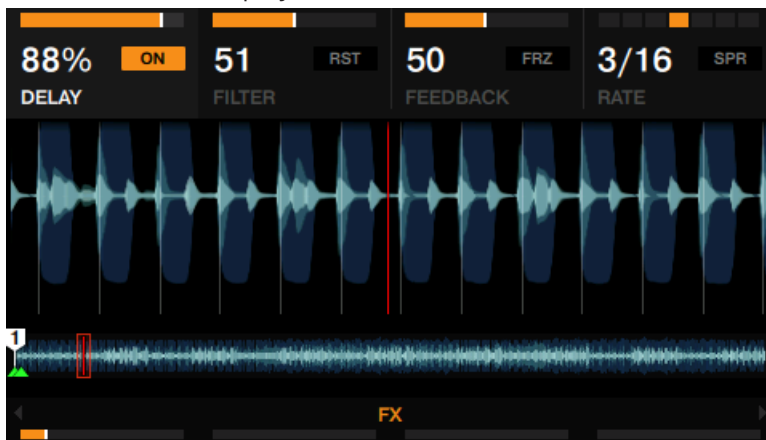 88% ON 51 RST 50 FRZ 3/16 SPR
DELAY FILTER FEEDBACK RATE
1
FX